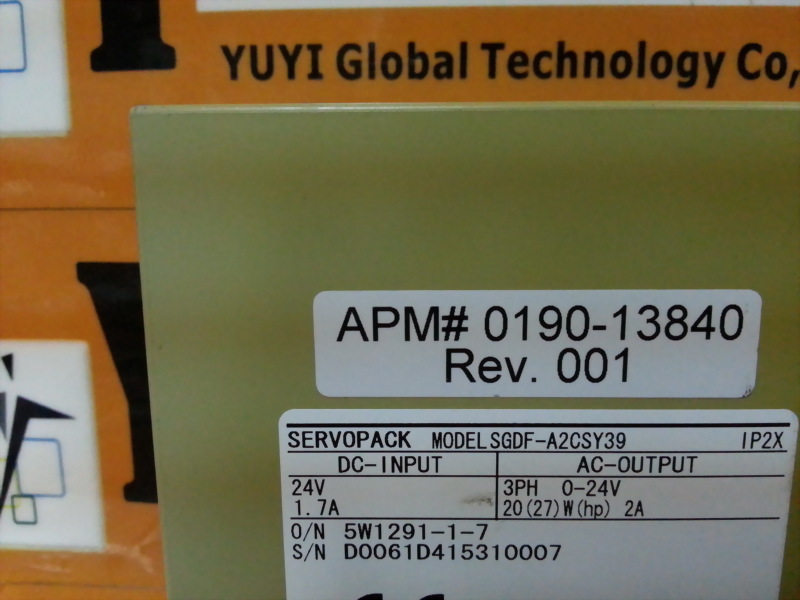 YUYI Global Technology Co,
APM# 0190-13840
Rev. 001
SERVOPACK MODEL SGDF-A2CSY39 IP2X
DC-INPUT AC-OUTPUT
24V 3PH 0-24V
1.7A 20(27)W(hp) 2A
O/N 5W1291-1-7
S/N D0061D415310007